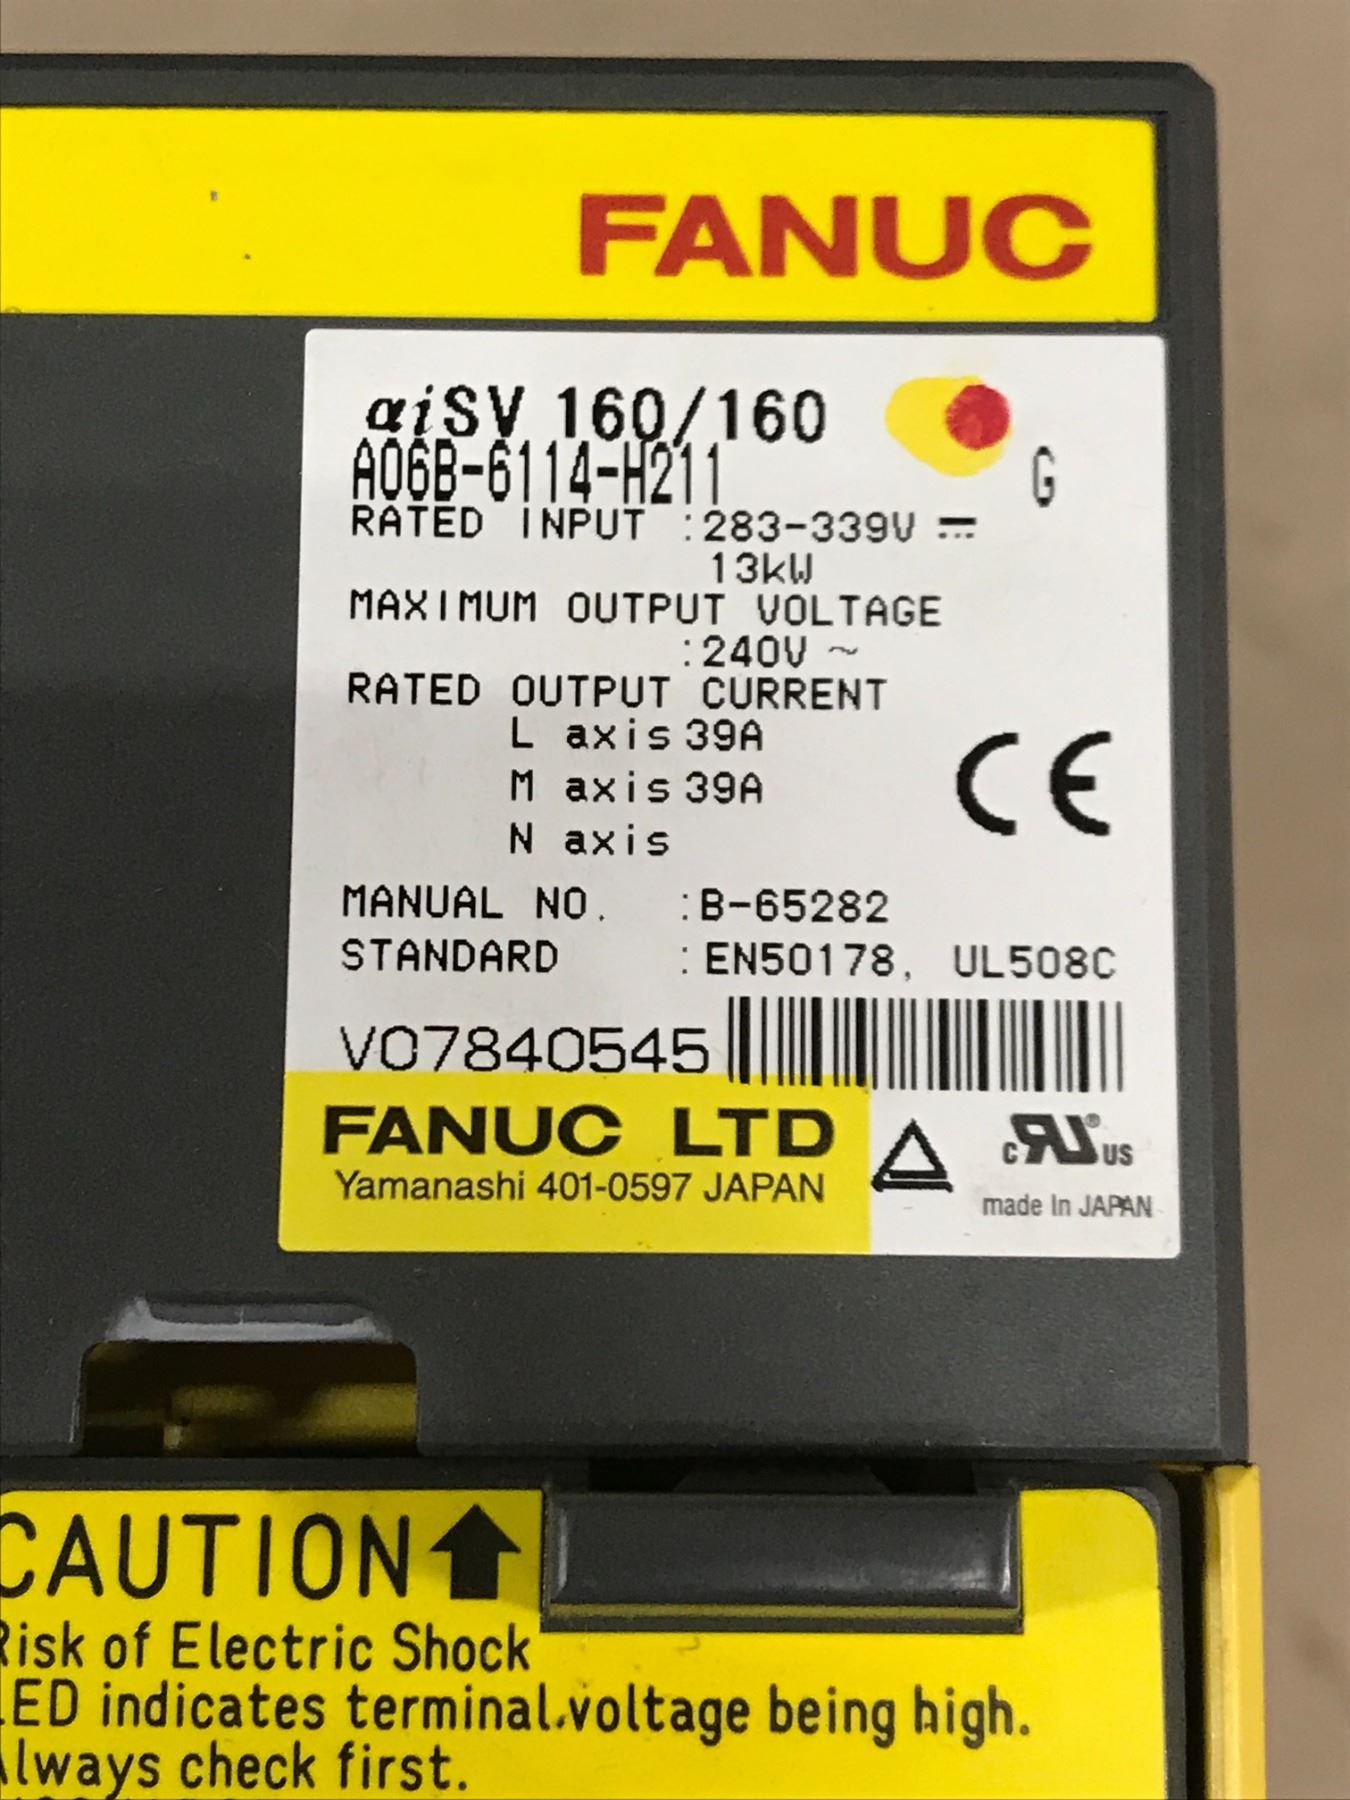 FANUC
αiSV 160/160
A06B-6114-H211 G
RATED INPUT :283-339V
13kW
MAXIMUM OUTPUT VOLTAGE
:240V ~
RATED OUTPUT CURRENT
L axis 39A
M axis 39A
N axis
CE
MANUAL NO. :B-65282
STANDARD :EN50178, UL508C
V07840545
FANUC LTD
Yamanashi 401-0597 JAPAN
c RU ® US
made In JAPAN
CAUTION
Risk of Electric Shock
LED indicates terminal voltage being high.
Always check first.